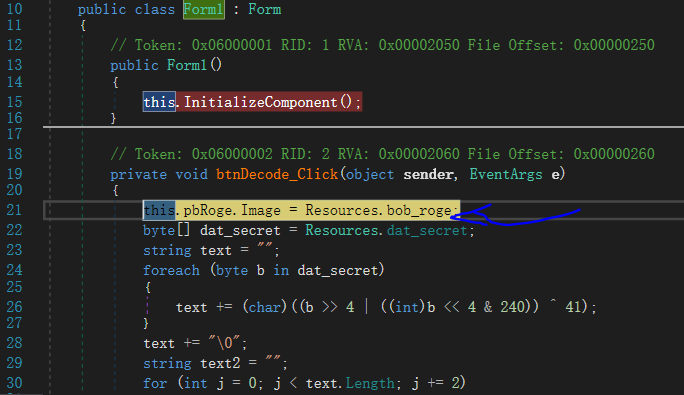 10 public class Form1 : Form
11 {
12 // Token: 0x06000001 RID: 1 RVA: 0x00002050 File Offset: 0x00000250
13 public Form1()
14 {
15 this.InitializeComponent();
16 }
17
18 // Token: 0x06000002 RID: 2 RVA: 0x00002060 File Offset: 0x00000260
19 private void btnDecode_Click(object sender, EventArgs e)
20 {
21 this.pbRoge.Image = Resources.bob_roge;
22 byte[] dat_secret = Resources.dat_secret;
23 string text = "";
24 foreach (byte b in dat_secret)
25 {
26 text += (char)((b >> 4 | ((int)b << 4 & 240)) ^ 41);
27 }
28 text += "\0";
29 string text2 = "";
30 for (int j = 0; j < text.Length; j += 2)